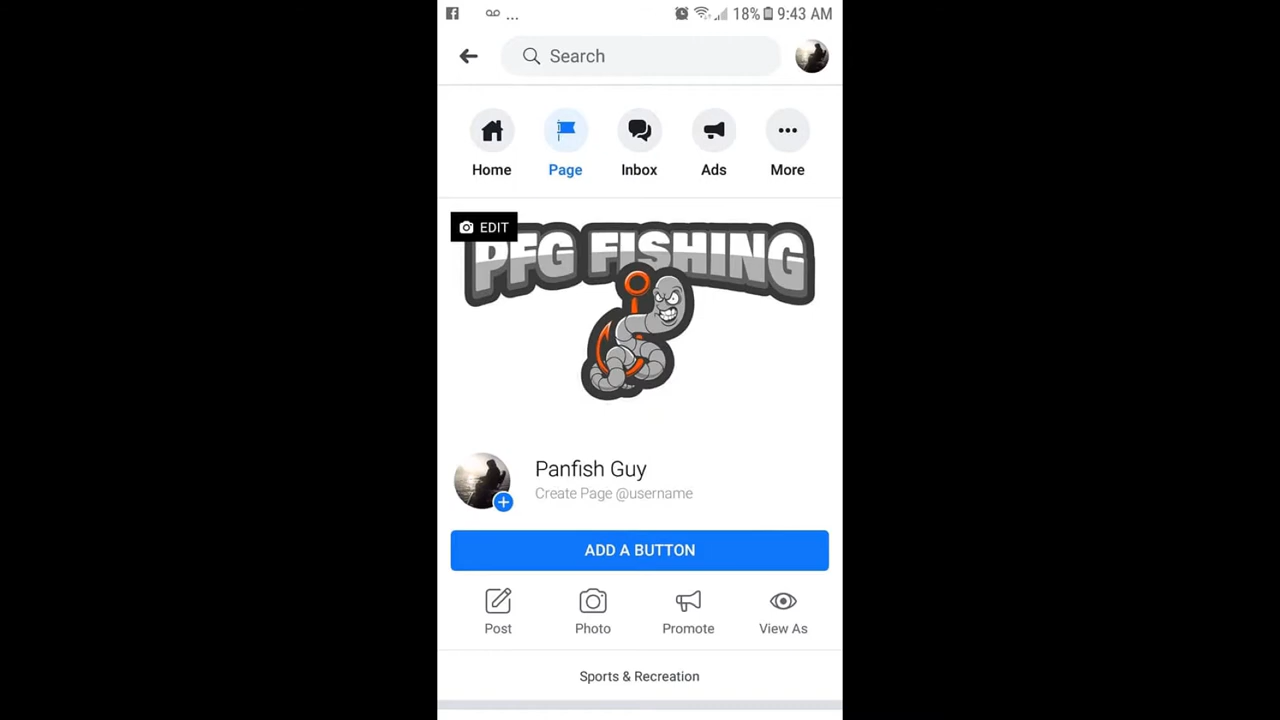 ... 18% 9:43 AM
Search
Home Page Inbox Ads More
EDIT
PFG FISHING
Panfish Guy
Create Page @username
ADD A BUTTON
Post Photo Promote View As
Sports & Recreation